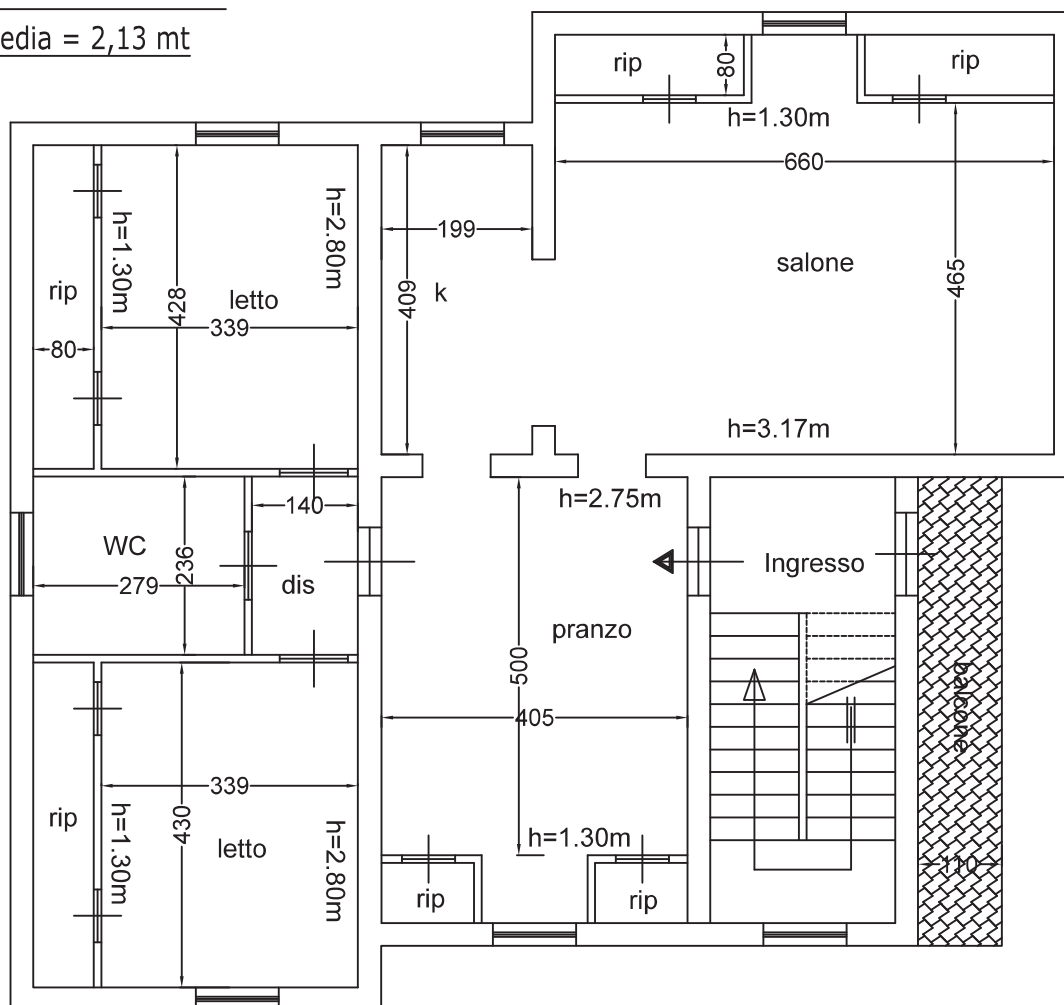 edia = 2,13 mt
rip
80
rip
h=1.30m
660
h=1.30m
h=2.80m
199
salone
rip
letto
428
409
k
465
339
80
h=3.17m
h=2.75m
140
WC
236
279
dis
Ingresso
pranzo
500
balcone
405
339
rip
h=1.30m
430
letto
h=2.80m
h=1.30m
110
rip
rip